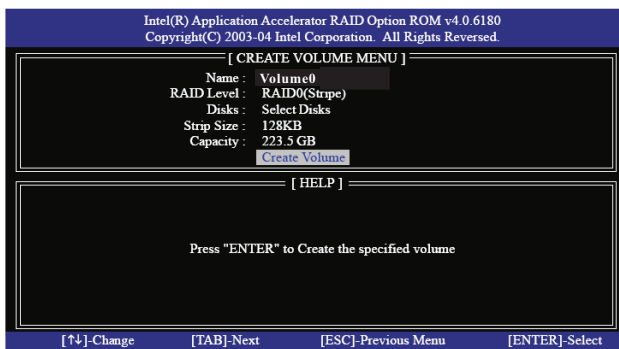 Intel(R) Application Accelerator RAID Option ROM v4.0.6180
Copyright(C) 2003-04 Intel Corporation. All Rights Reversed.
[ CREATE VOLUME MENU ]
Name : Volume0
RAID Level : RAID0(Stripe)
Disks : Select Disks
Strip Size : 128KB
Capacity : 223.5 GB
Create Volume
[ HELP ]
Press "ENTER" to Create the specified volume
[↑↓]-Change [TAB]-Next [ESC]-Previous Menu [ENTER]-Select